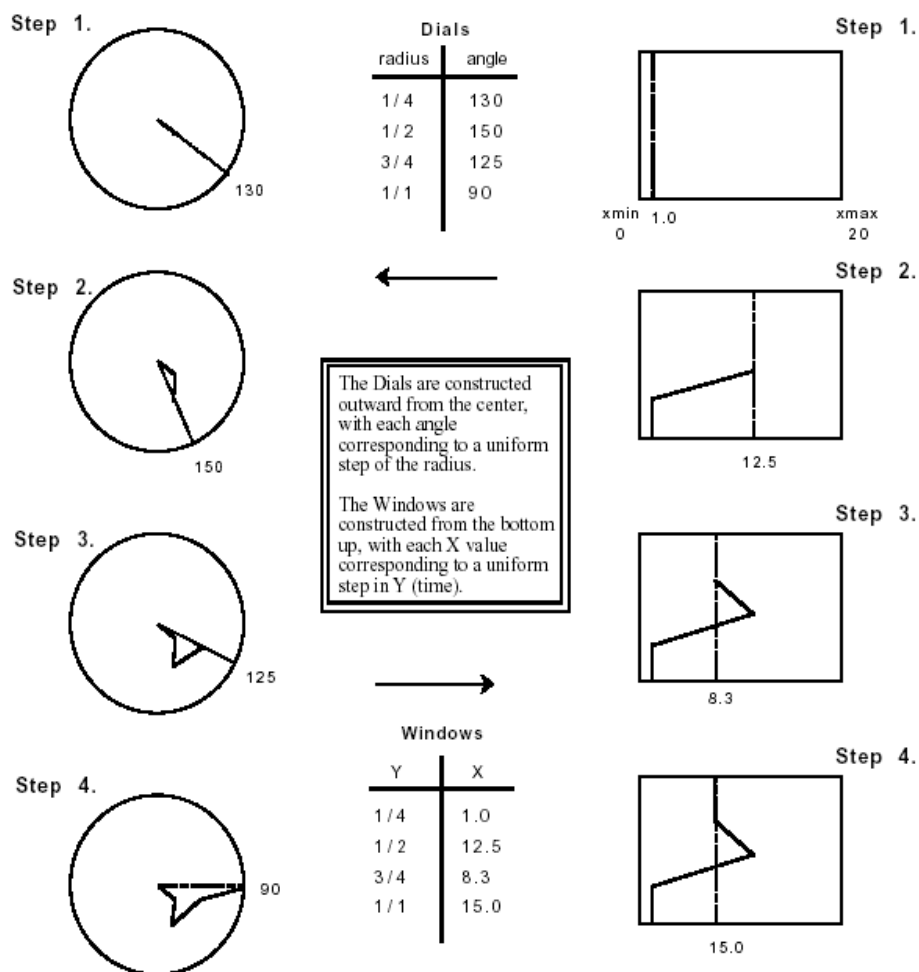 Step 1.
130
Step 2.
150
Step 3.
125
Step 4.
90
Dials
radius angle
1/4 130
1/2 150
3/4 125
1/1 90
The Dials are constructed
outward from the center,
with each angle
corresponding to a uniform
step of the radius.
The Windows are
constructed from the bottom
up, with each X value
corresponding to a uniform
step in Y (time).
Windows
Y X
1/4 1.0
1/2 12.5
3/4 8.3
1/1 15.0
Step 1.
xmin 1.0 xmax
0 20
Step 2.
12.5
Step 3.
8.3
Step 4.
15.0